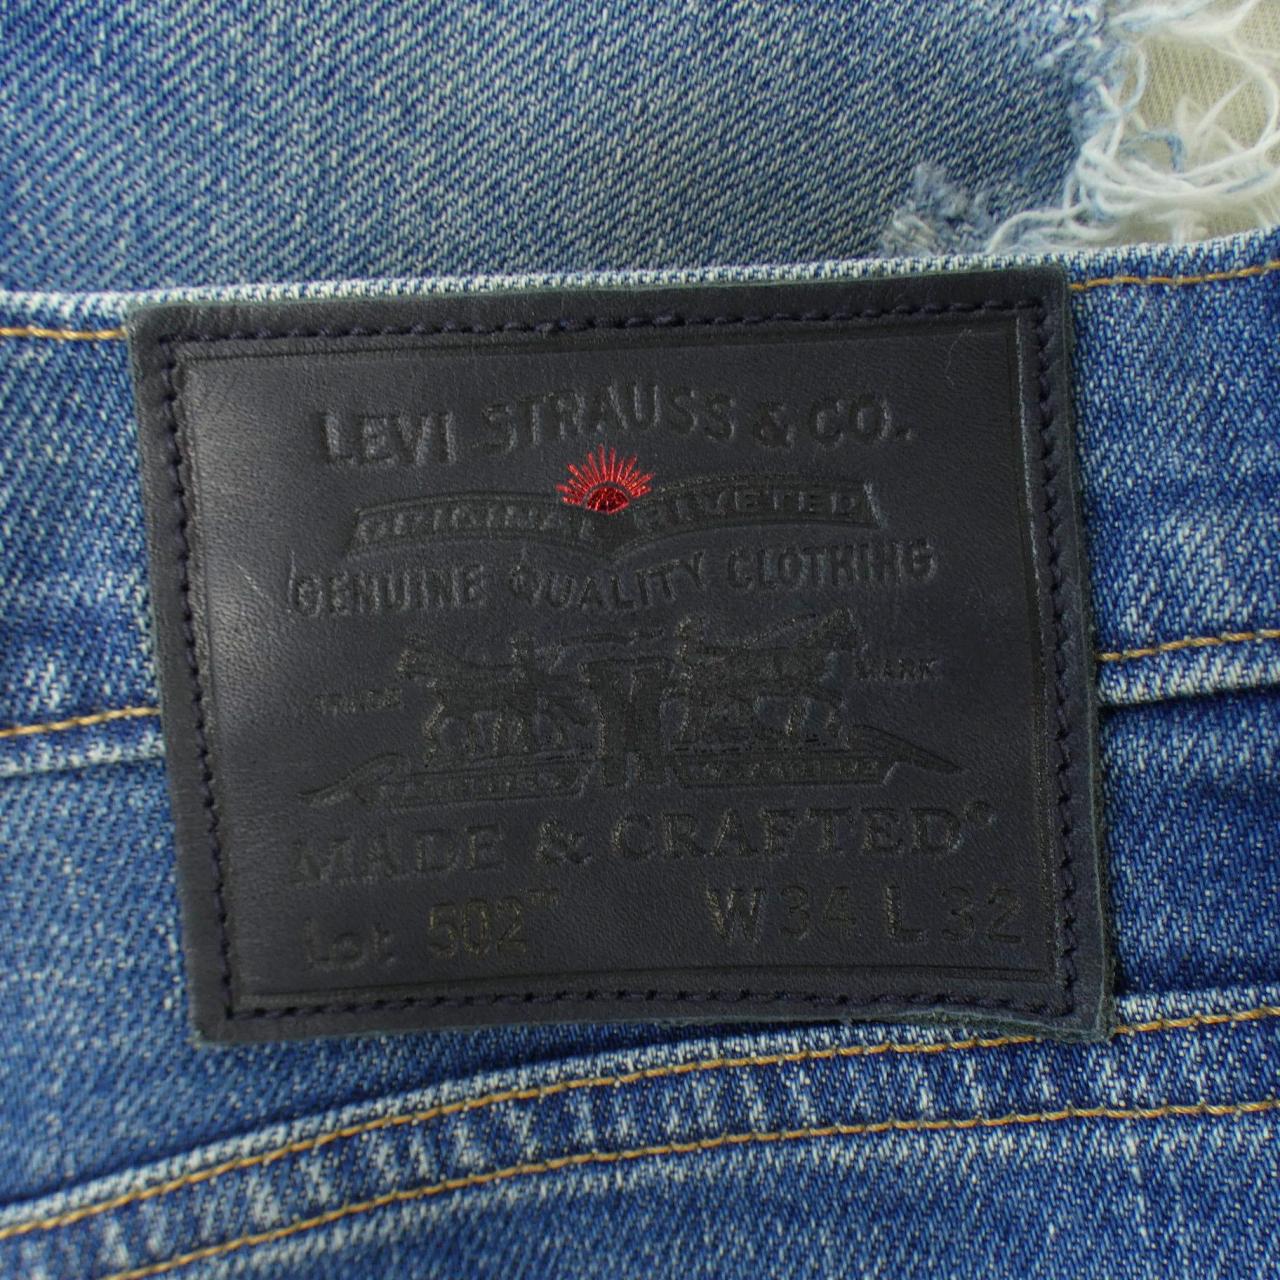 LEVI STRAUSS & CO.
ORIGINAL RIVETED
GENUINE QUALITY CLOTHING
TRADE MARK
MADE & CRAFTED®
Lot 502™ W34 L32